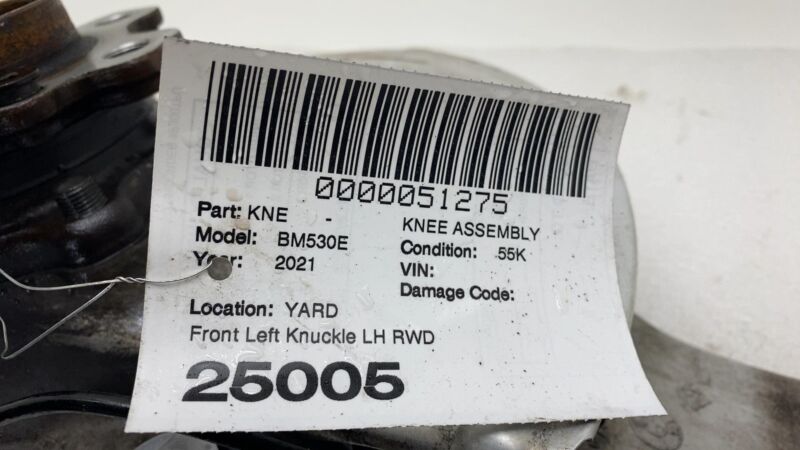 0000051275
Part: KNE - KNEE ASSEMBLY
Model: BM530E Condition: 55K
Year: 2021 VIN:
Damage Code:
Location: YARD
Front Left Knuckle LH RWD
25005